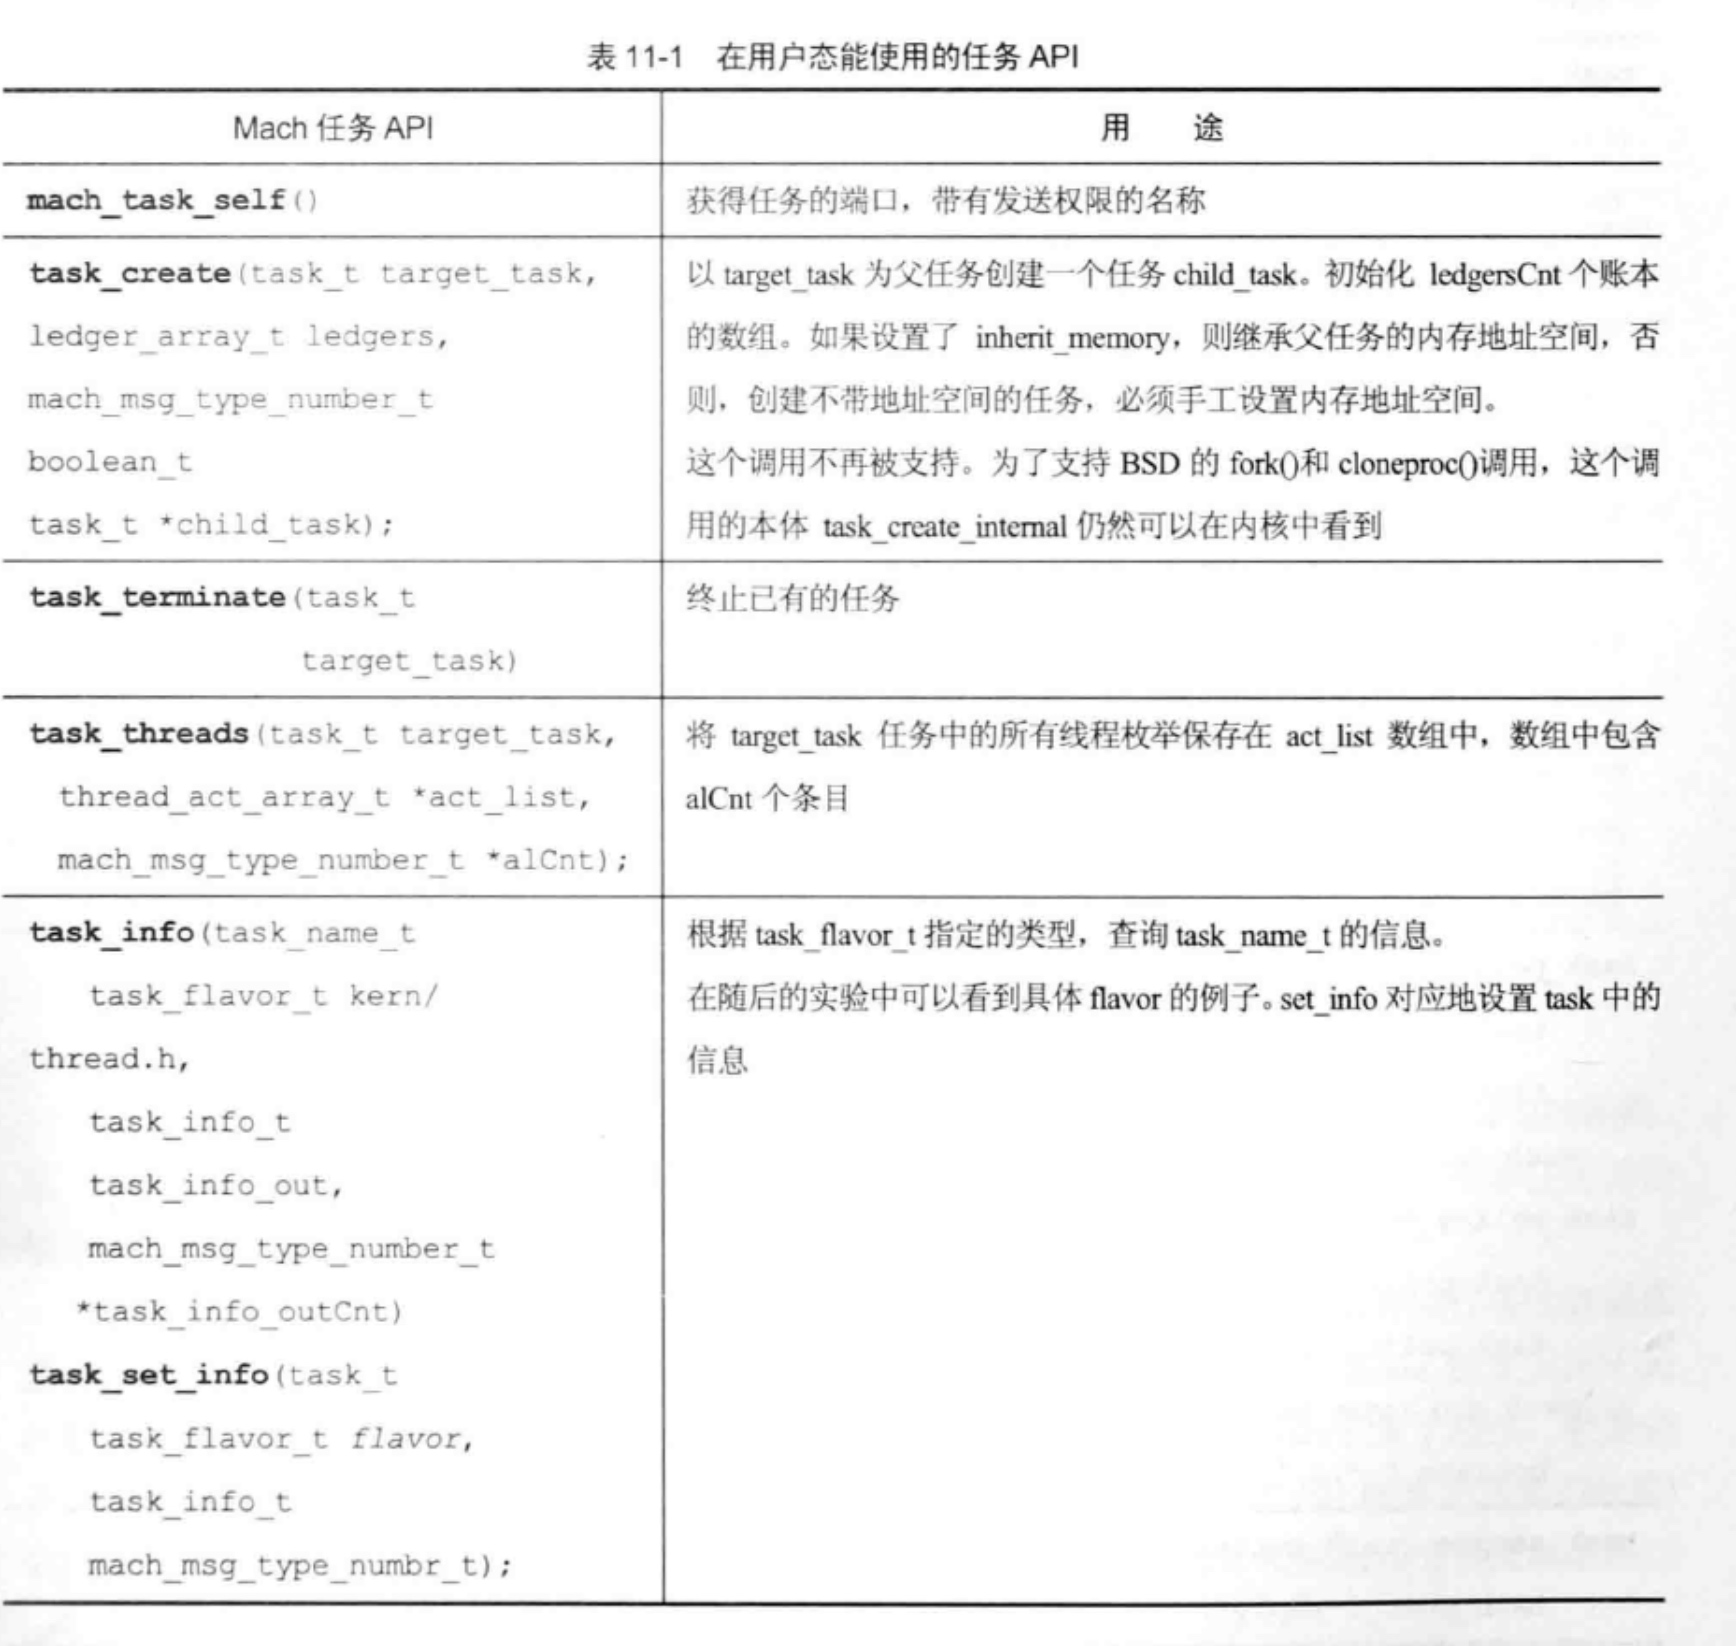 表 11-1 在用户态能使用的任务 API
Mach 任务 API
用 途
mach_task_self()
获得任务的端口，带有发送权限的名称
task_create(task_t target_task,
ledger_array_t ledgers,
mach_msg_type_number_t
boolean_t
task_t *child_task);
以 target_task 为父任务创建一个任务 child_task。初始化 ledgersCnt 个账本
的数组。如果设置了 inherit_memory，则继承父任务的内存地址空间，否
则，创建不带地址空间的任务，必须手工设置内存地址空间。
这个调用不再被支持。为了支持 BSD 的 fork()和 cloneproc()调用，这个调
用的本体 task_create_internal 仍然可以在内核中看到
task_terminate(task_t
target_task)
终止已有的任务
task_threads(task_t target_task,
thread_act_array_t *act_list,
mach_msg_type_number_t *alCnt);
将 target_task 任务中的所有线程枚举保存在 act_list 数组中，数组中包含
alCnt 个条目
task_info(task_name_t
task_flavor_t kern/
thread.h,
task_info_t
task_info_out,
mach_msg_type_number_t
*task_info_outCnt)
task_set_info(task_t
task_flavor_t flavor,
task_info_t
mach_msg_type_numbr_t);
根据 task_flavor_t 指定的类型，查询 task_name_t 的信息。
在随后的实验中可以看到具体 flavor 的例子。set_info 对应地设置 task 中的
信息